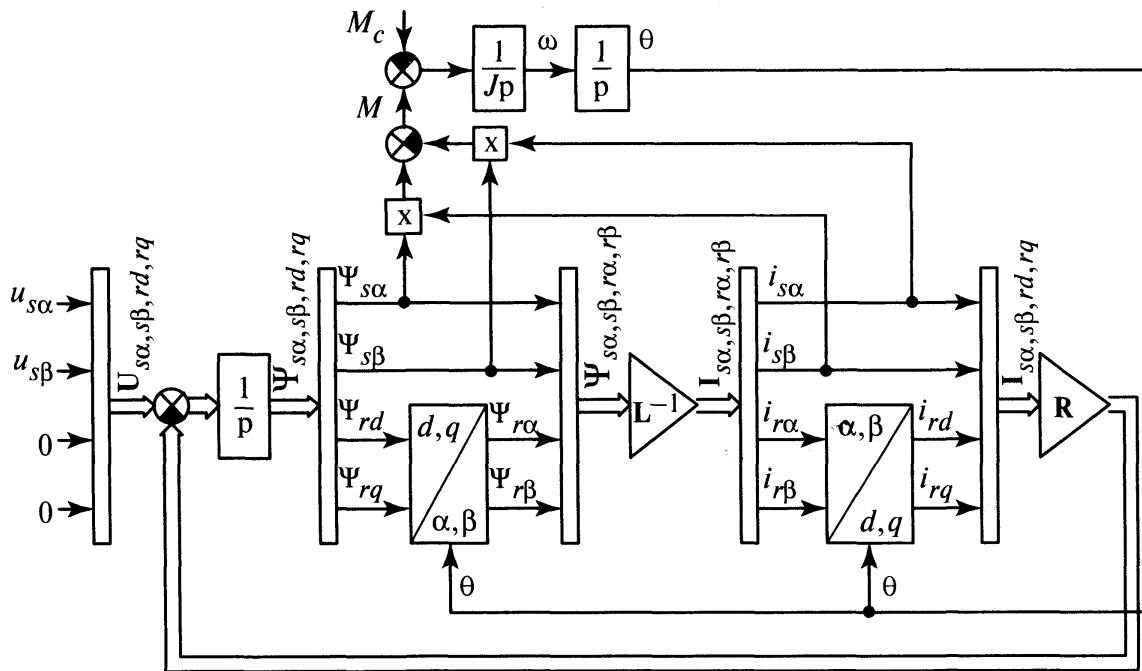 M_c
1/Jp
ω
1/p
θ
M
x
x
u_sα
u_sβ
0
0
U_sα,sβ,rd,rq
1/p
Ψ_sα,sβ,rd,rq
Ψ_sα
Ψ_sβ
Ψ_rd
Ψ_rq
d,q
α,β
θ
Ψ_rα
Ψ_rβ
Ψ_sα,sβ,rα,rβ
L⁻¹
I_sα,sβ,rα,rβ
i_sα
i_sβ
i_rα
i_rβ
α,β
d,q
θ
i_rd
i_rq
I_sα,sβ,rd,rq
R